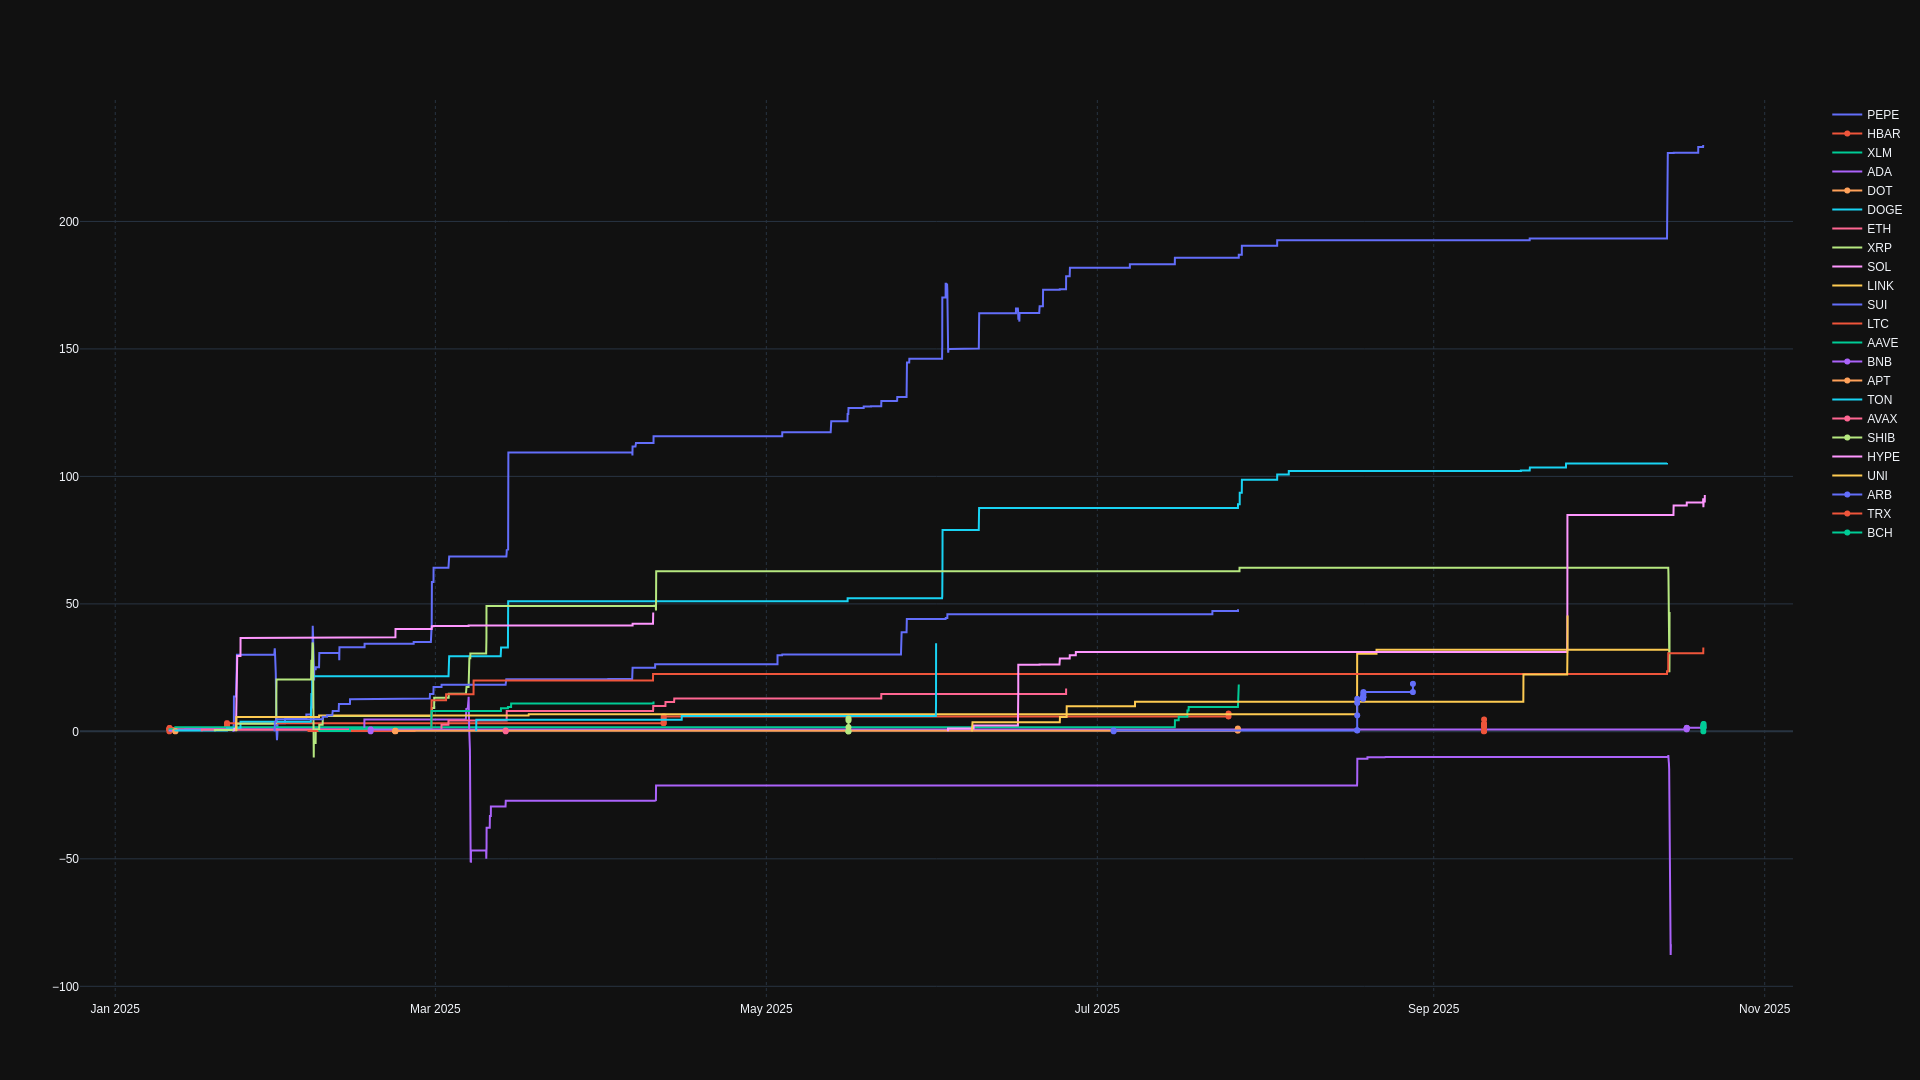 200
150
100
50
0
−50
−100
Jan 2025
Mar 2025
May 2025
Jul 2025
Sep 2025
Nov 2025
PEPE
HBAR
XLM
ADA
DOT
DOGE
ETH
XRP
SOL
LINK
SUI
LTC
AAVE
BNB
APT
TON
AVAX
SHIB
HYPE
UNI
ARB
TRX
BCH